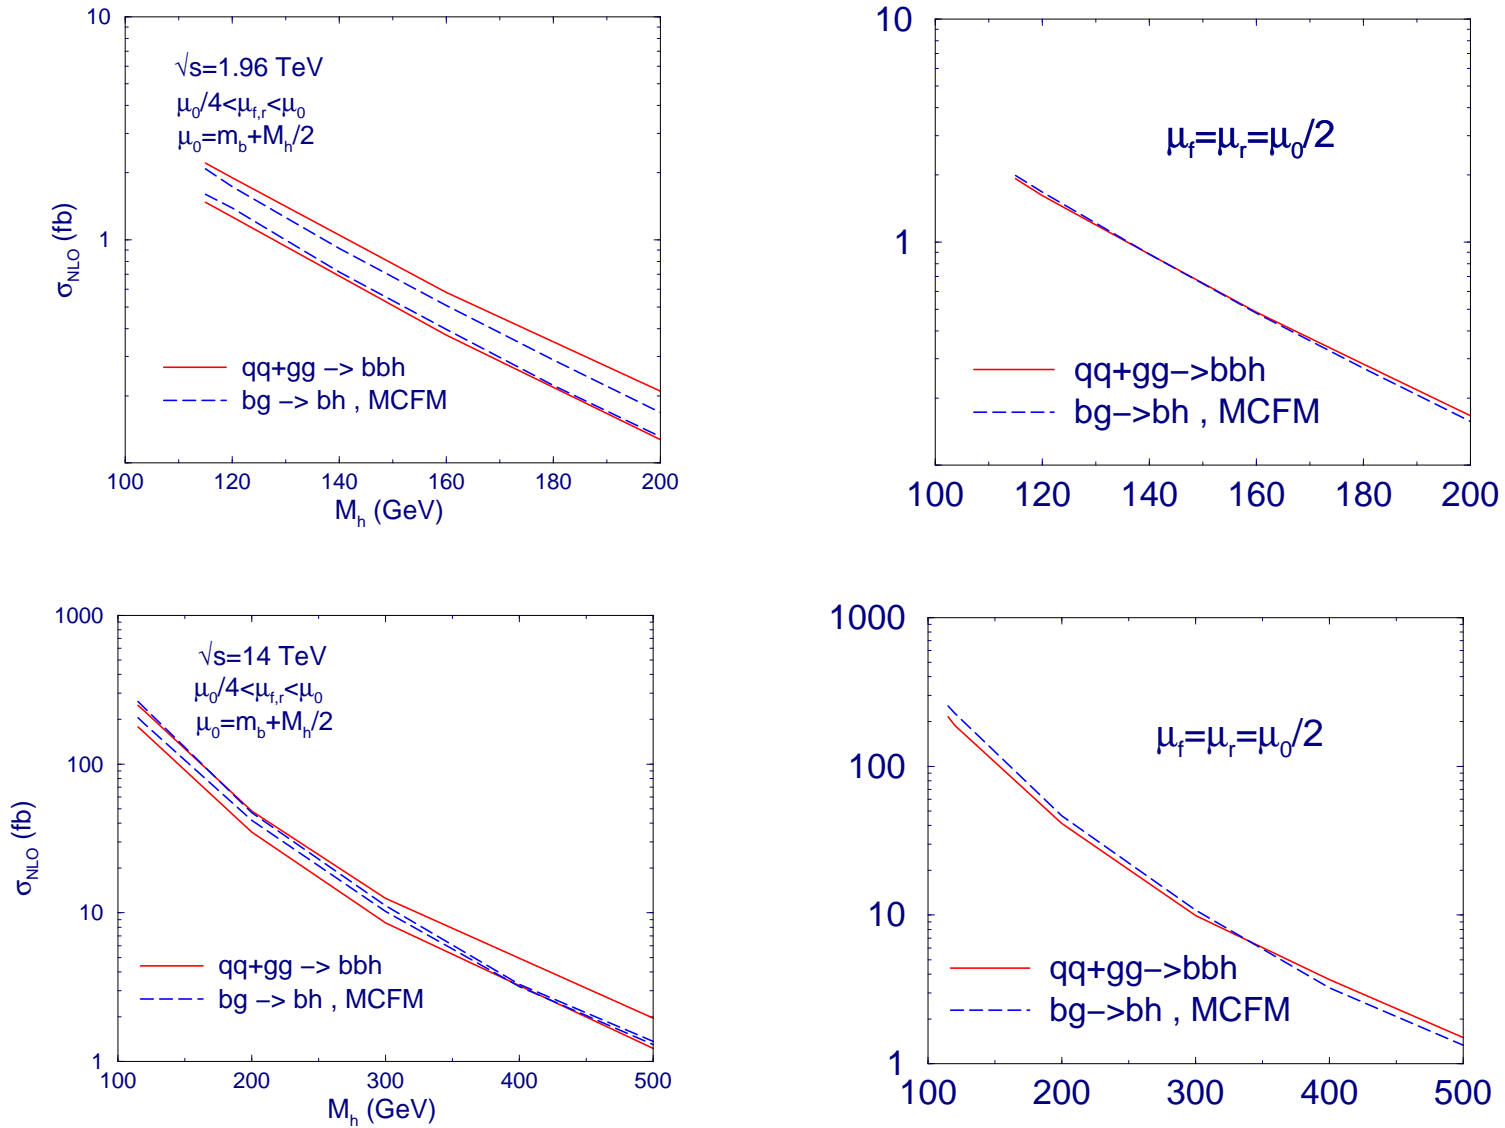 10
1
σNLO (fb)
√s=1.96 TeV
μ0/4<μf,r<μ0
μ0=mb+Mh/2
qq+gg −> bbh
bg −> bh , MCFM
100 120 140 160 180 200
Mh (GeV)
10
1
μf=μr=μ0/2
qq+gg−>bbh
bg−>bh , MCFM
100 120 140 160 180 200
1000
100
10
1
σNLO (fb)
√s=14 TeV
μ0/4<μf,r<μ0
μ0=mb+Mh/2
qq+gg −> bbh
bg −> bh , MCFM
100 200 300 400 500
Mh (GeV)
1000
100
10
1
μf=μr=μ0/2
qq+gg−>bbh
bg−>bh , MCFM
100 200 300 400 500